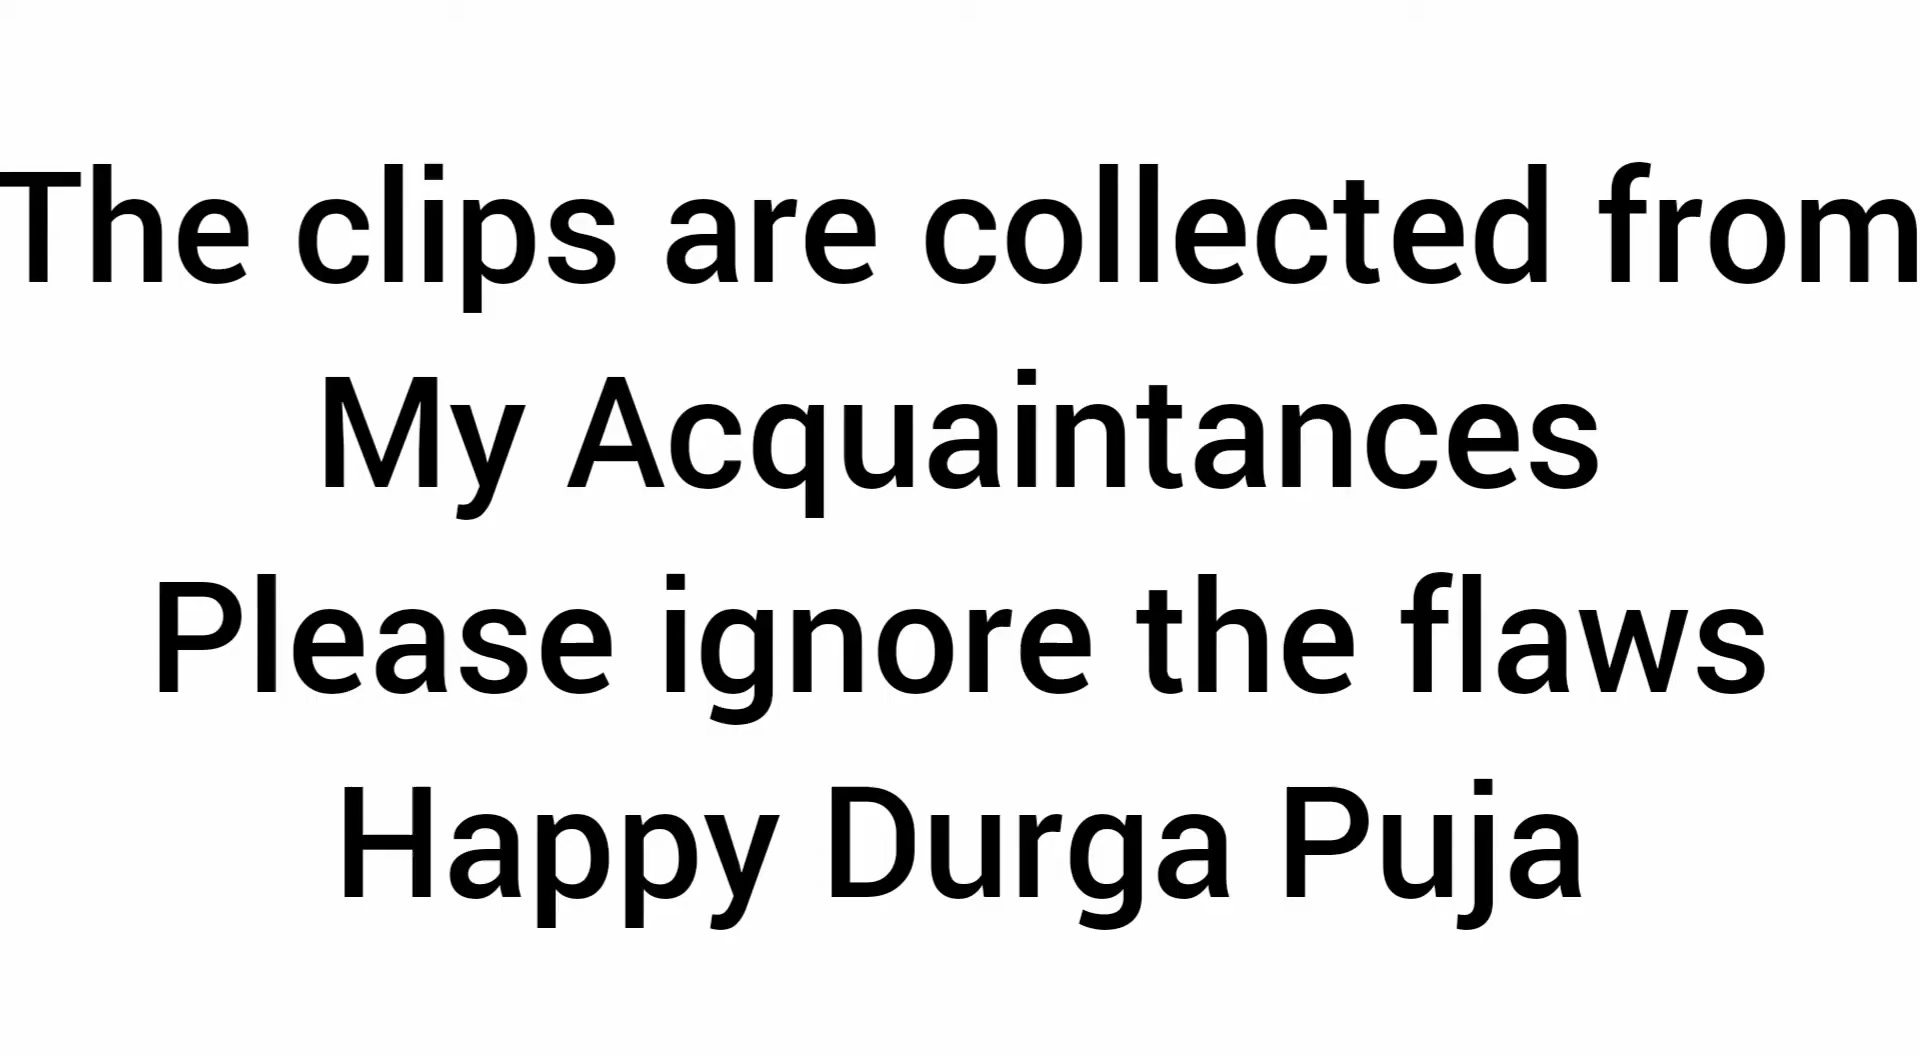 The clips are collected from
My Acquaintances
Please ignore the flaws
Happy Durga Puja